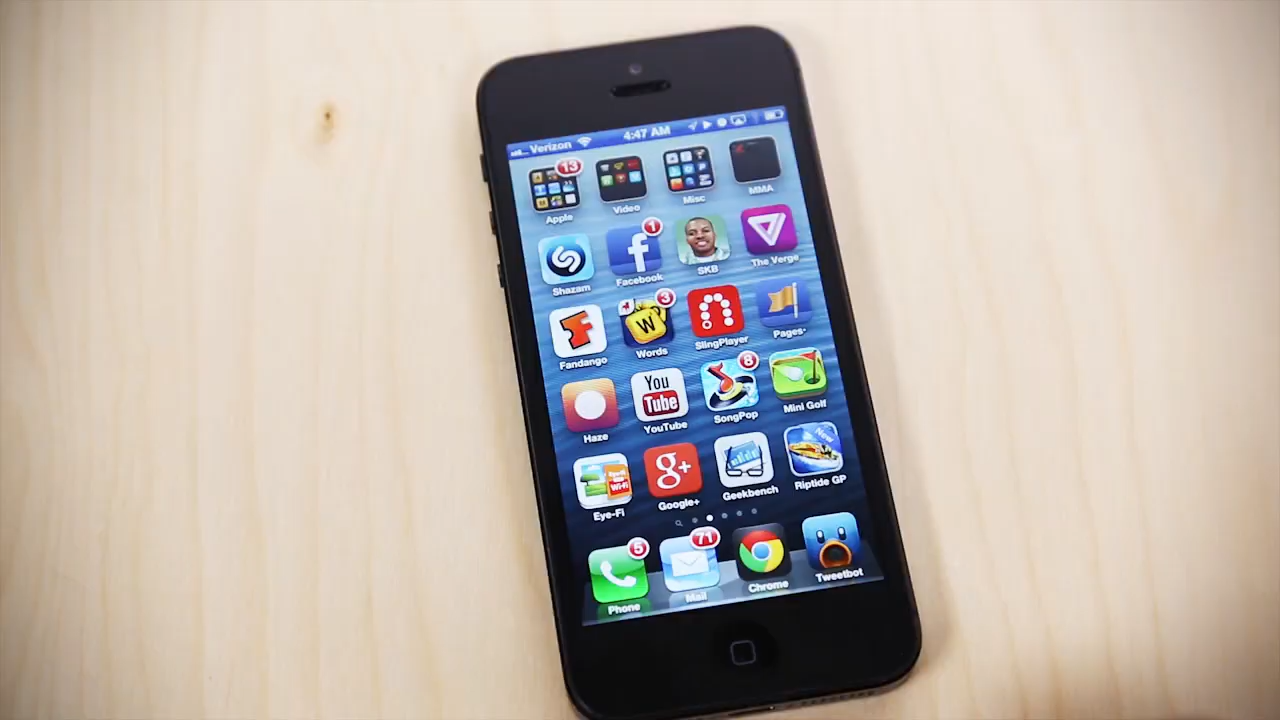 Verizon 4:47 AM
13
Apple Video Misc MMA
1
Shazam Facebook SKB The Verge
3
W
Fandango Words SlingPlayer Pages
8
You
Tube
Haze YouTube SongPop Mini Golf
New
Wi-Fi
g+
Eye-Fi Google+ Geekbench Riptide GP
5 71
Phone Mail Chrome Tweetbot